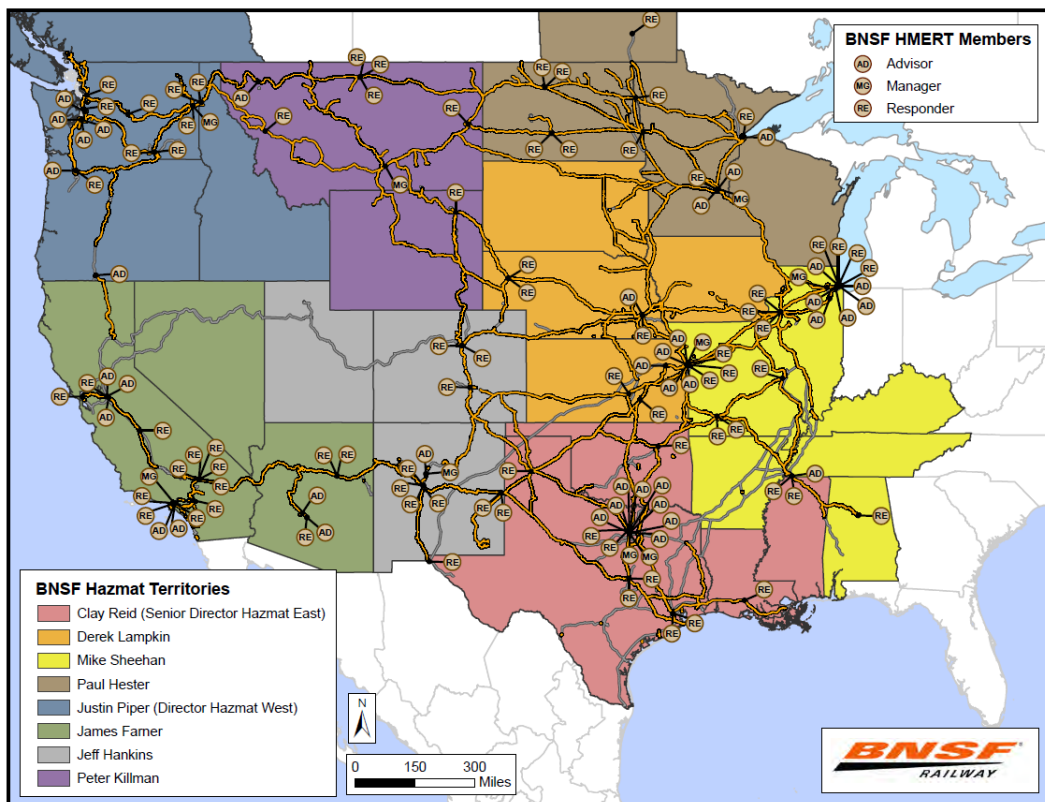 BNSF HMERT Members
AD Advisor
MG Manager
RE Responder
BNSF Hazmat Territories
Clay Reid (Senior Director Hazmat East)
Derek Lampkin
Mike Sheehan
Paul Hester
Justin Piper (Director Hazmat West)
James Farner
Jeff Hankins
Peter Killman
N
0 150 300
Miles
BNSF
RAILWAY